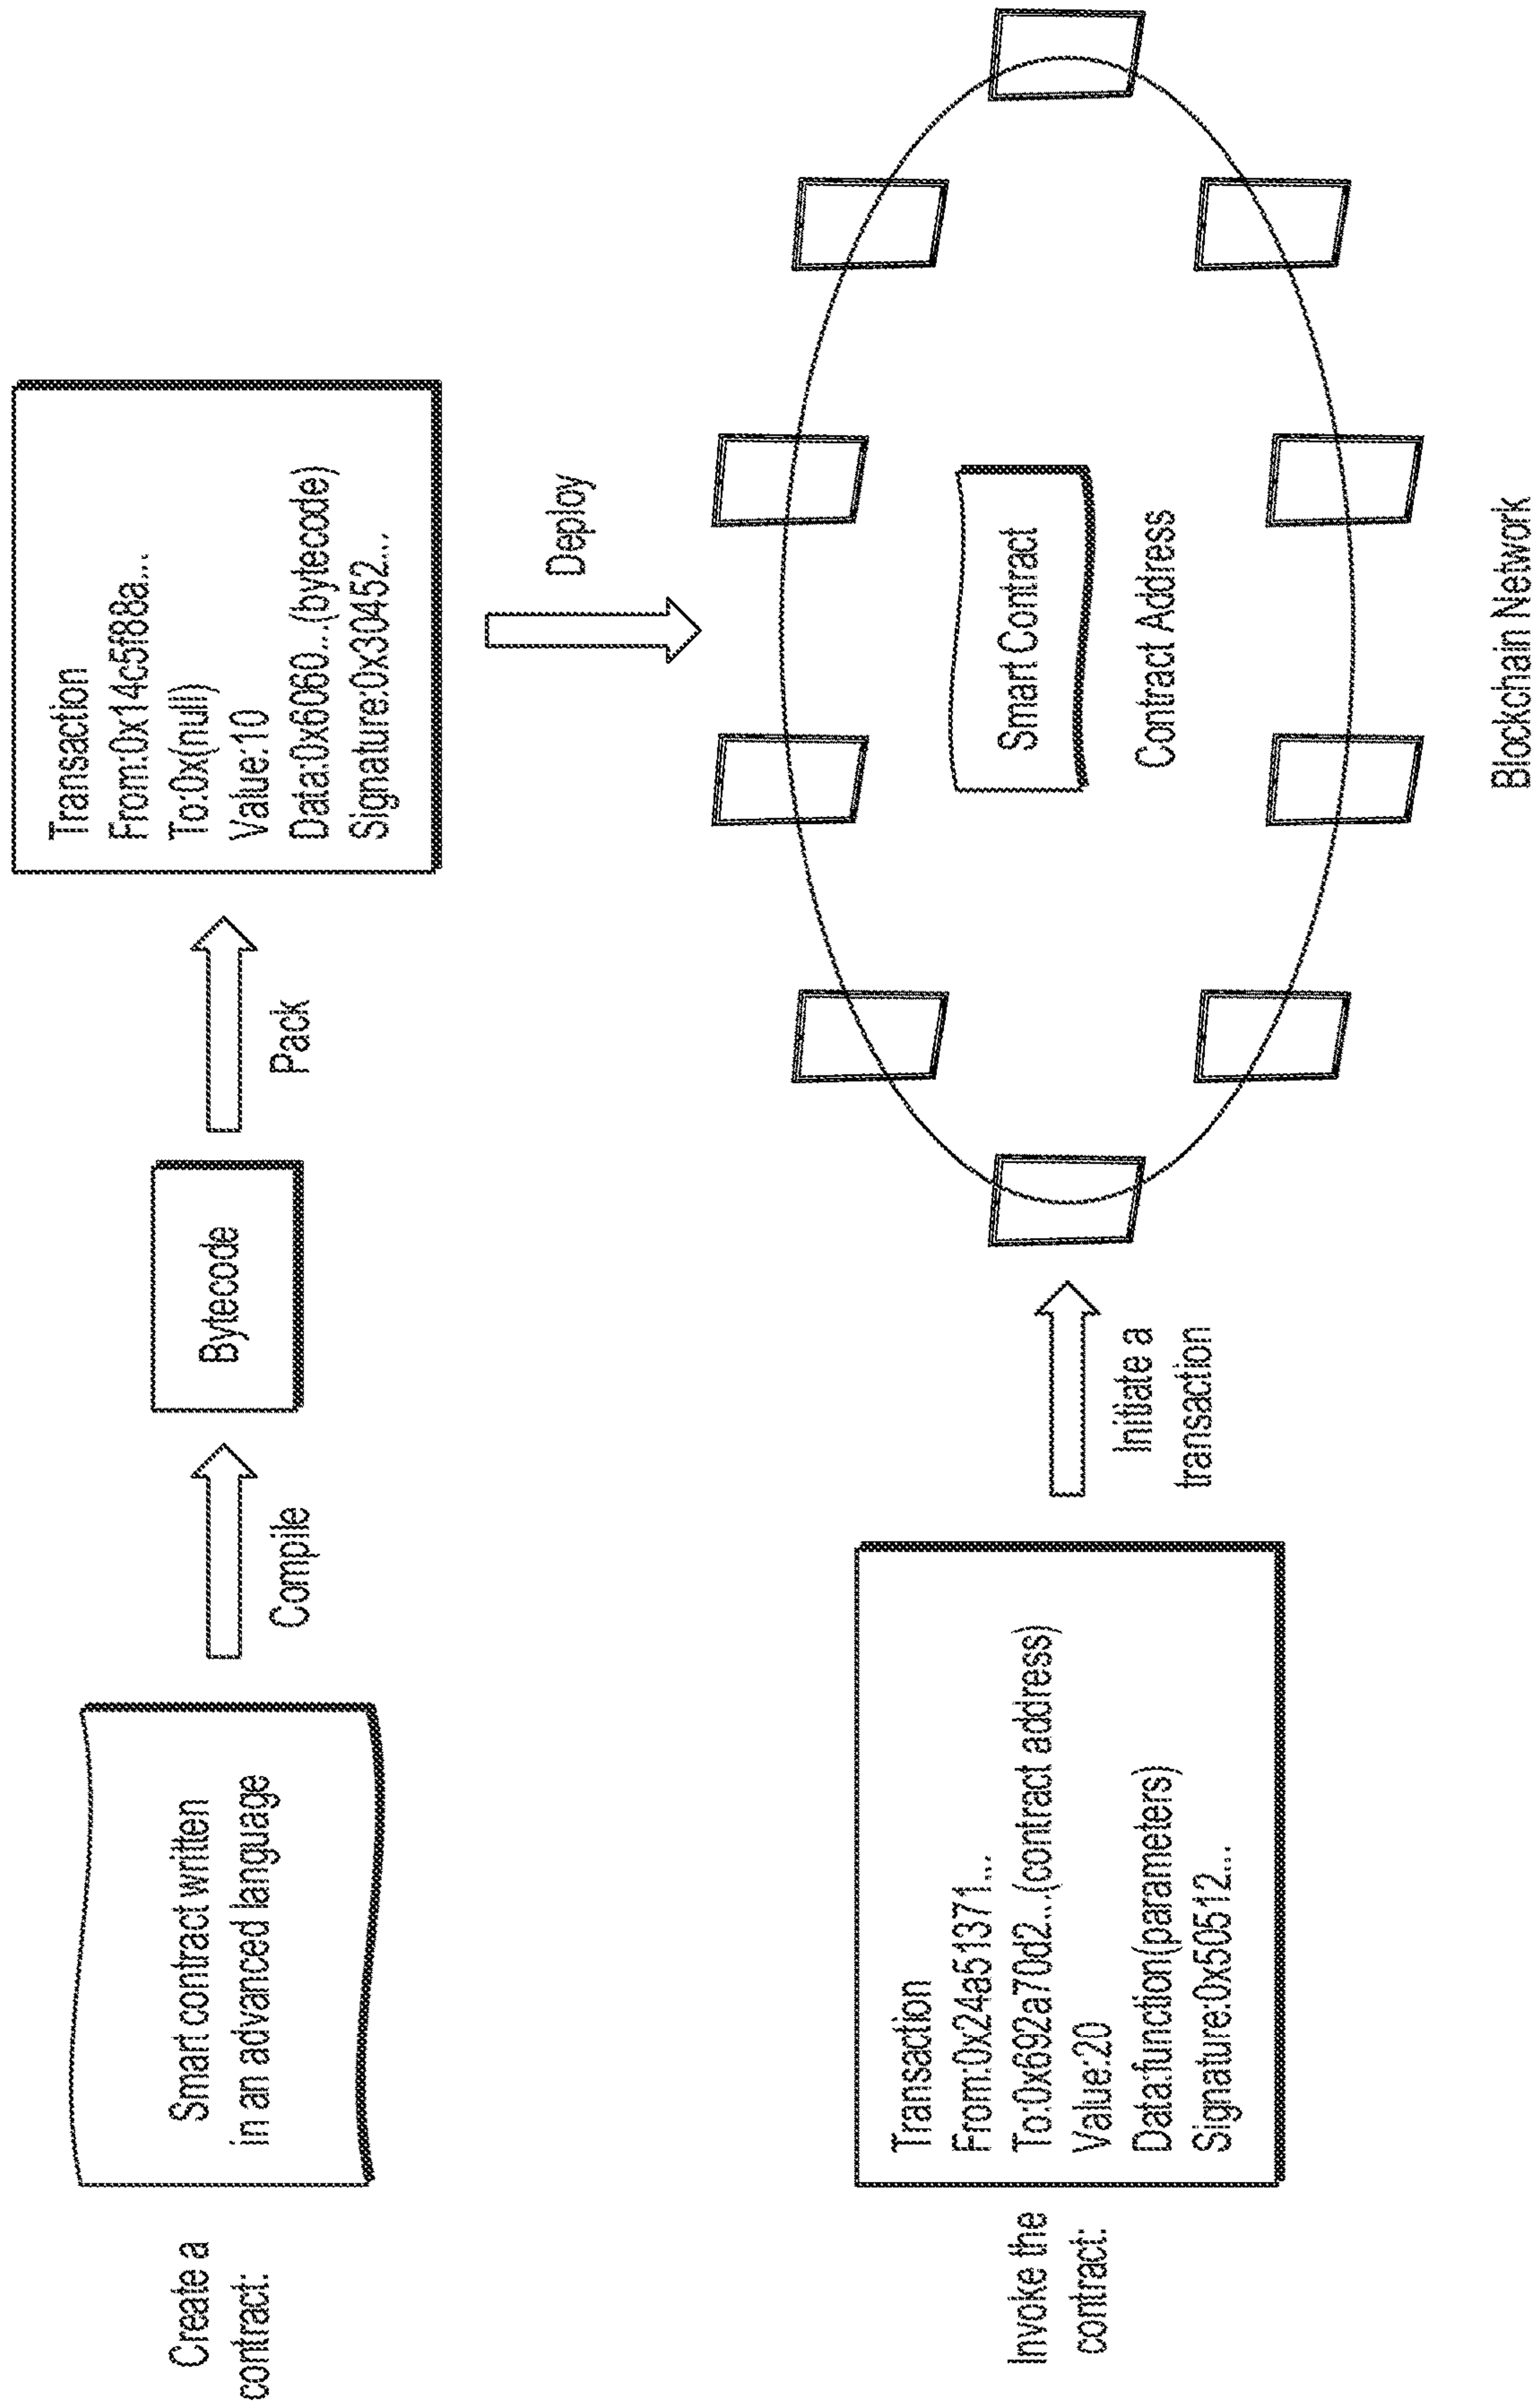 Create a
contract:
Smart contract written
in an advanced language
Compile
Bytecode
Pack
Transaction
From:0x14c5f88a...
To:0x(null)
Value:10
Data:0x6060...(bytecode)
Signature:0x30452...
Deploy
Invoke the
contract:
Transaction
From:0x24a51371...
To:0x692a70d2...(contract address)
Value:20
Data:function(parameters)
Signature:0x50512...
Initiate a
transaction
Smart Contract
Contract Address
Blockchain Network